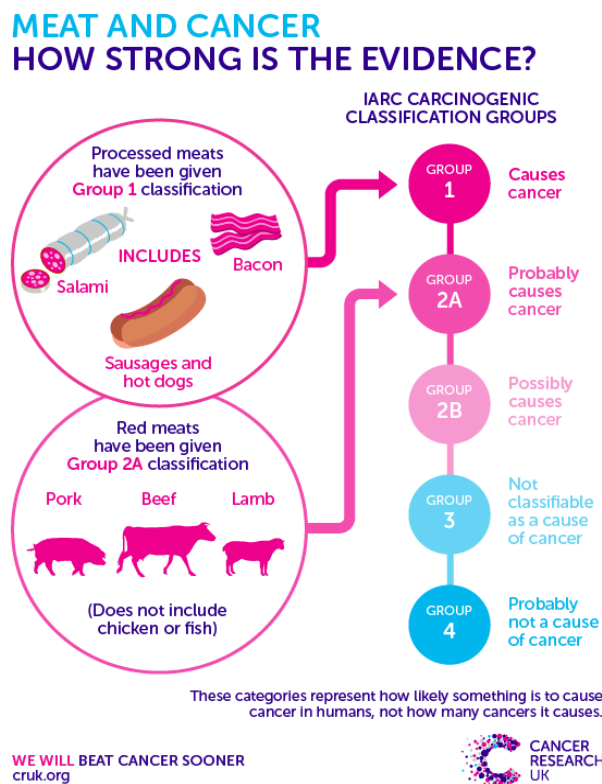 MEAT AND CANCER
HOW STRONG IS THE EVIDENCE?
IARC CARCINOGENIC
CLASSIFICATION GROUPS
Processed meats
have been given
Group 1 classification
INCLUDES
Salami
Bacon
Sausages and
hot dogs
Red meats
have been given
Group 2A classification
Pork
Beef
Lamb
(Does not include
chicken or fish)
GROUP
1
Causes
cancer
GROUP
2A
Probably
causes
cancer
GROUP
2B
Possibly
causes
cancer
GROUP
3
Not
classifiable
as a cause
of cancer
GROUP
4
Probably
not a cause
of cancer
These categories represent how likely something is to cause
cancer in humans, not how many cancers it causes.
WE WILL BEAT CANCER SOONER
cruk.org
CANCER
RESEARCH
UK